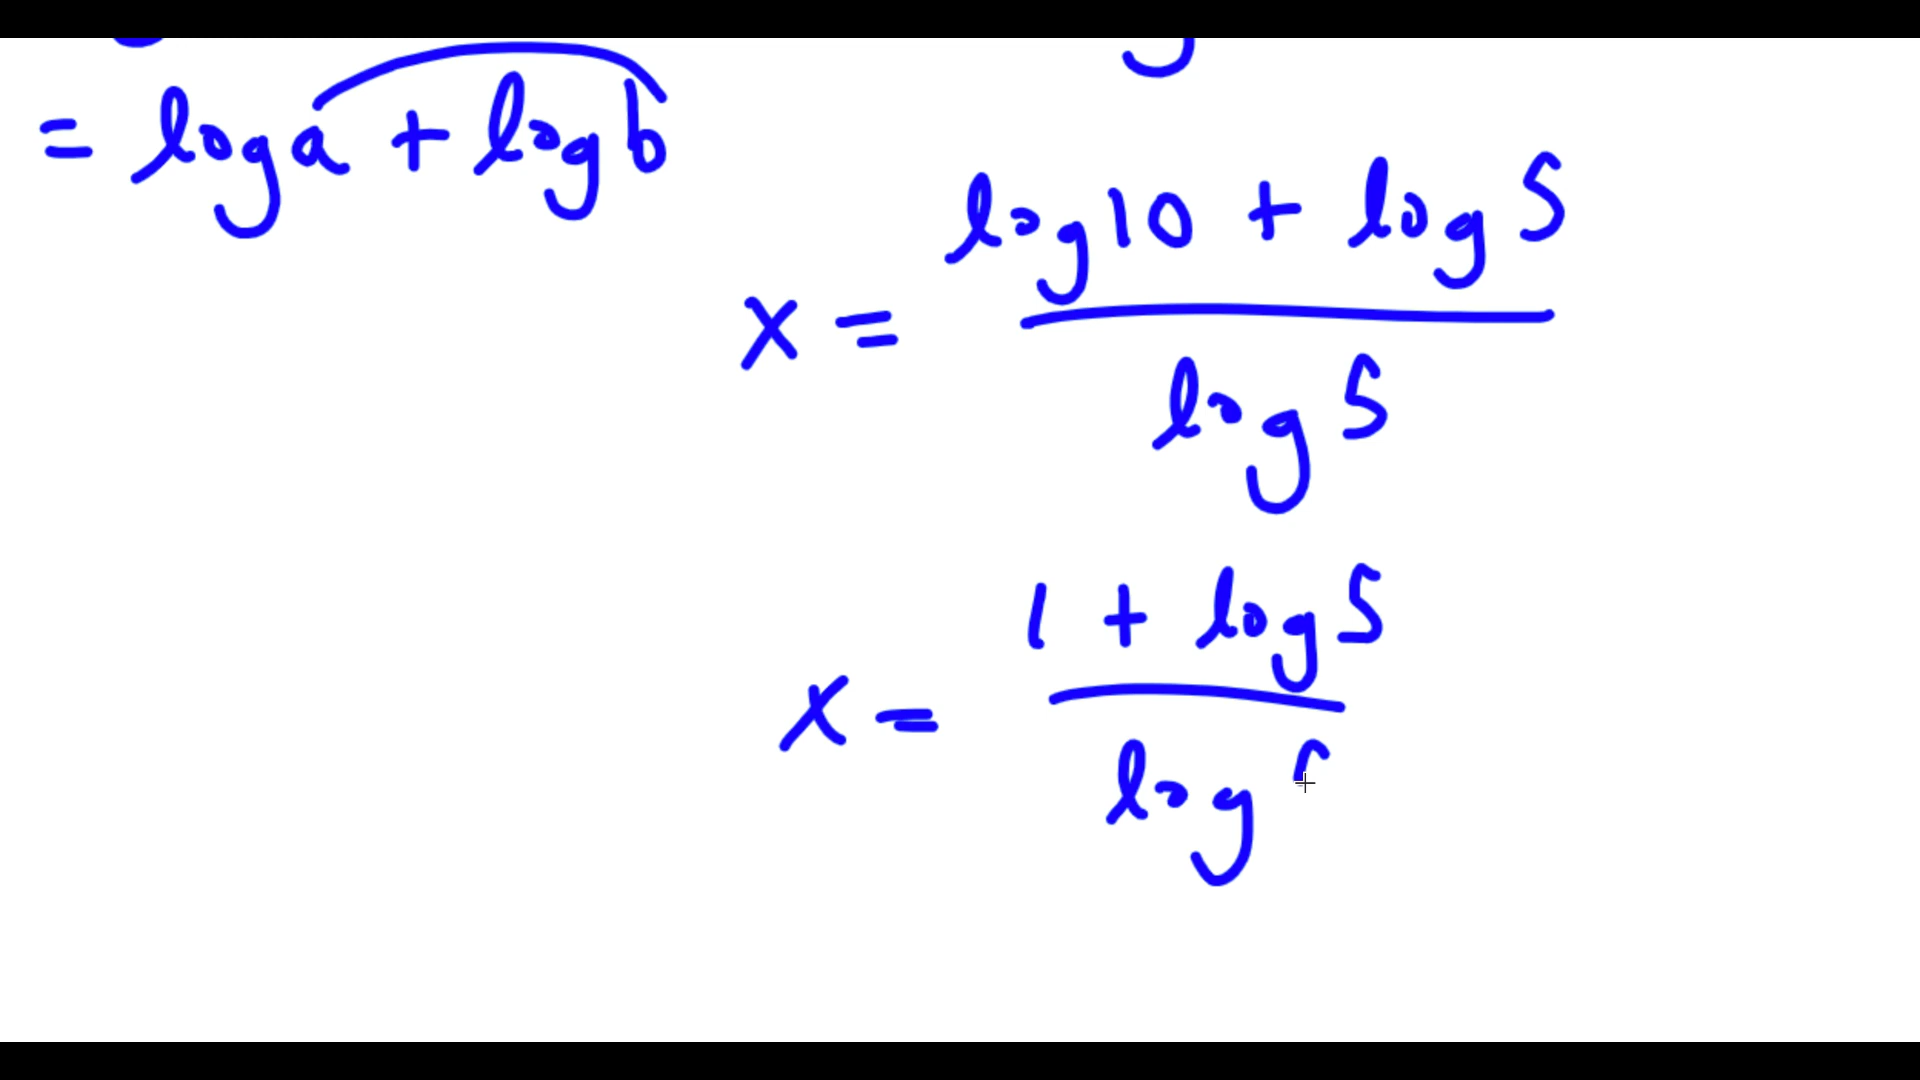 = log a + log b
x = (log 10 + log 5) / log 5
x = (1 + log 5) / log